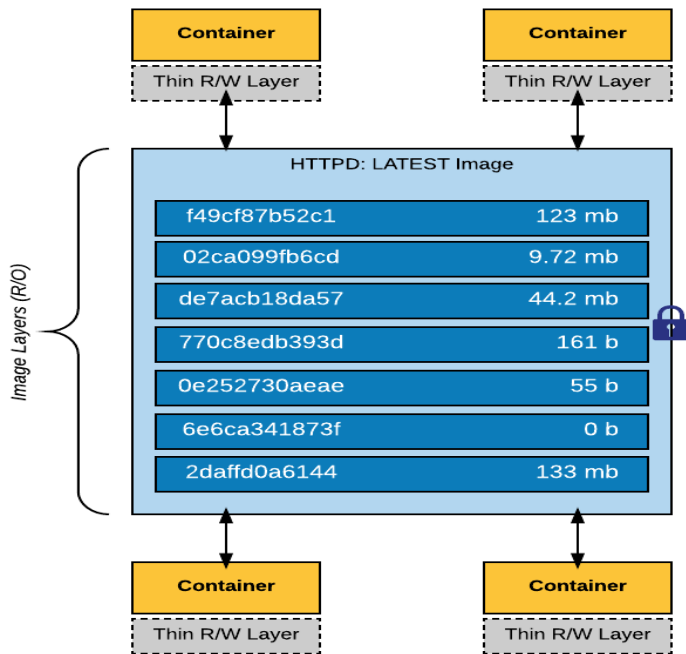 Container
Container
Thin R/W Layer
Thin R/W Layer
HTTPD: LATEST Image
f49cf87b52c1 123 mb
02ca099fb6cd 9.72 mb
de7acb18da57 44.2 mb
770c8edb393d 161 b
0e252730aeae 55 b
6e6ca341873f 0 b
2daffd0a6144 133 mb
Image Layers (R/O)
Container
Container
Thin R/W Layer
Thin R/W Layer